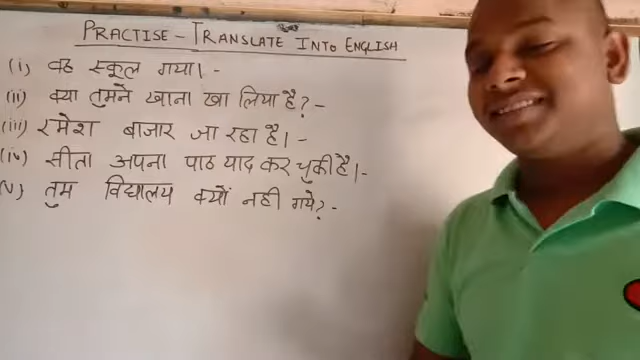 PRACTISE - TRANSLATE INTO ENGLISH
(i) वह स्कूल गया। -
(ii) क्या तुमने खाना खा लिया है? -
(iii) रमेश बाजार जा रहा है। -
(iv) सीता अपना पाठ याद कर चुकी है। -
(v) तुम विद्यालय क्यों नही गये? -